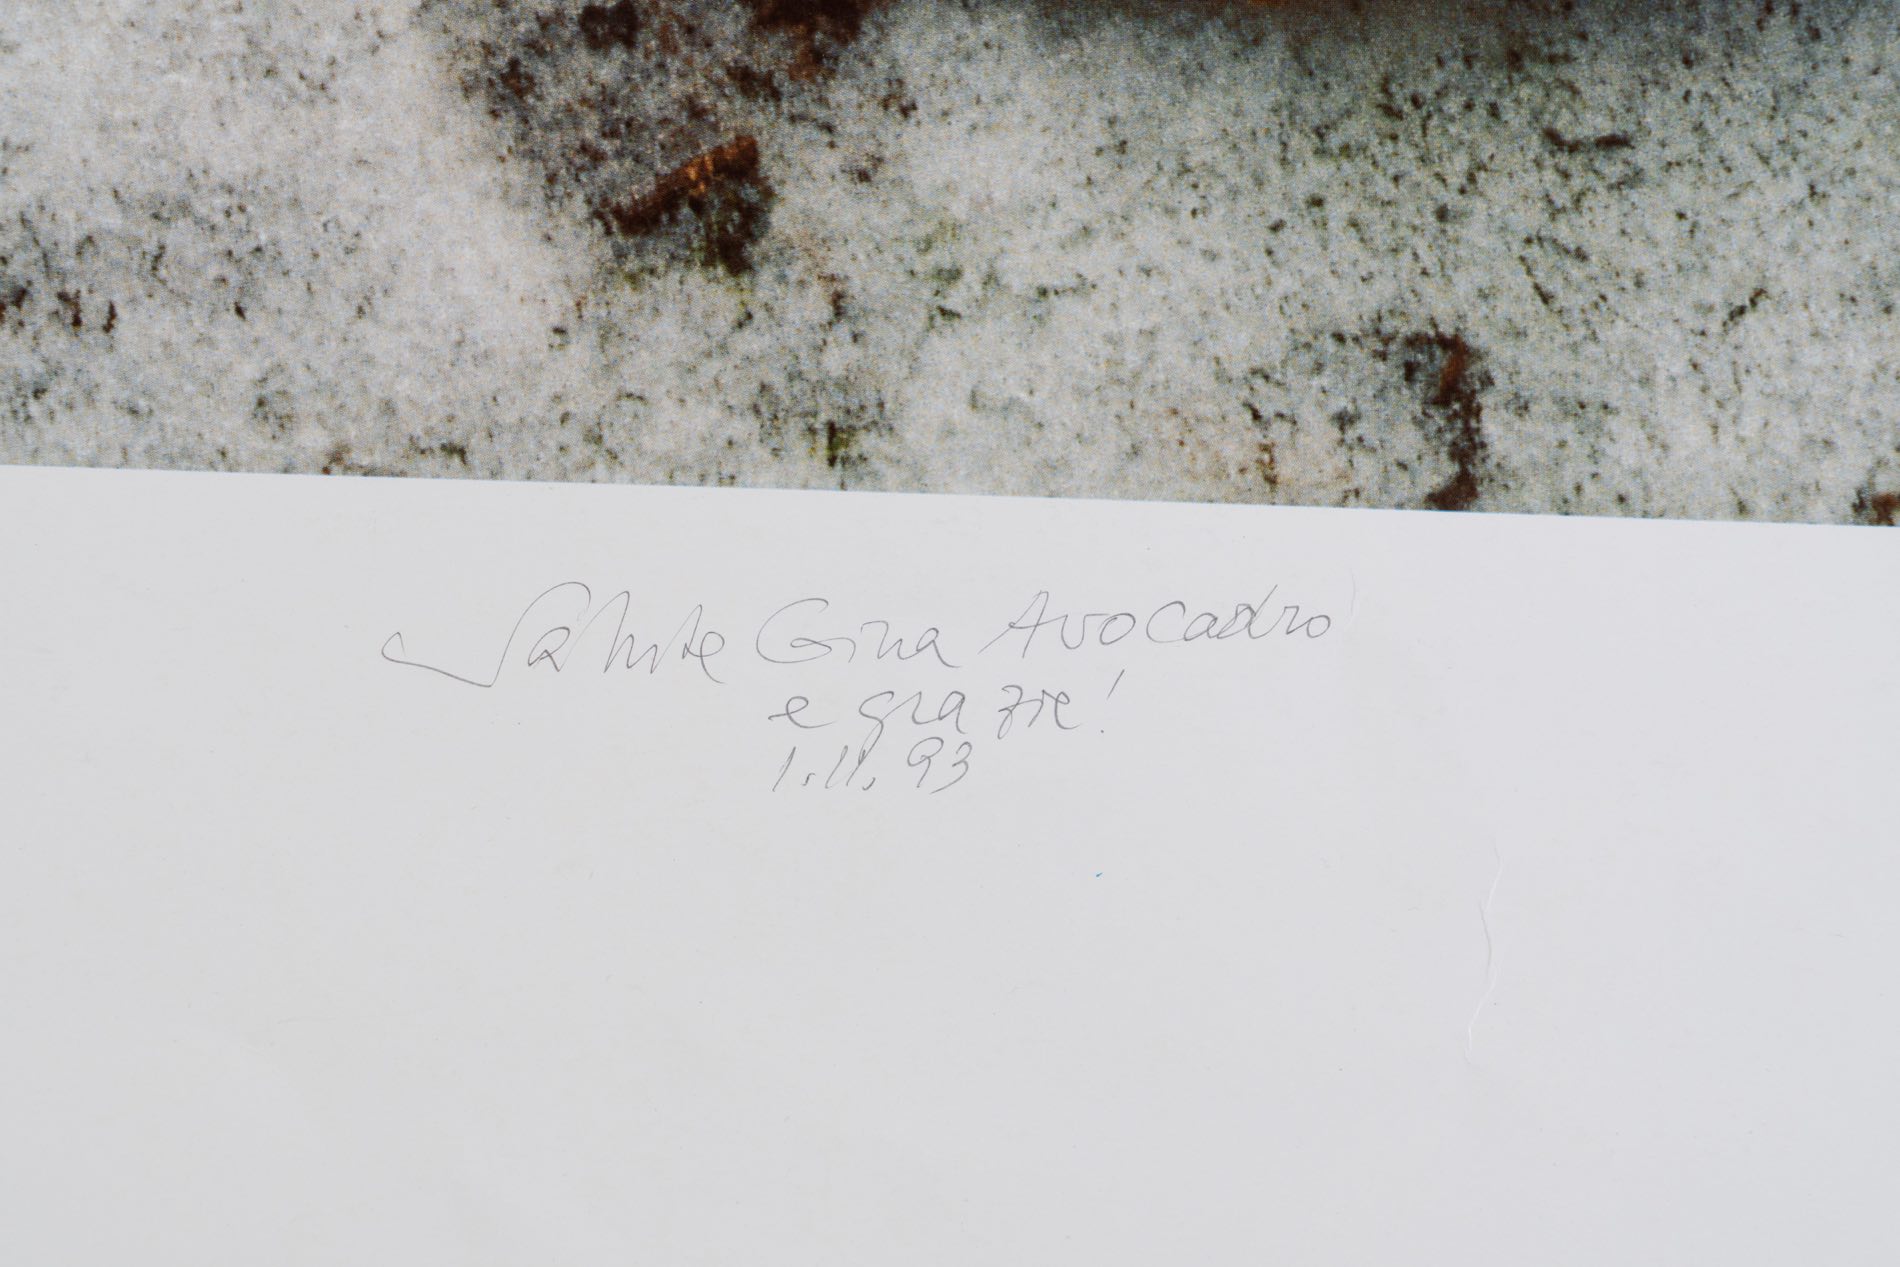 Salute Gina Avocadro
e grazie!
1.11.93